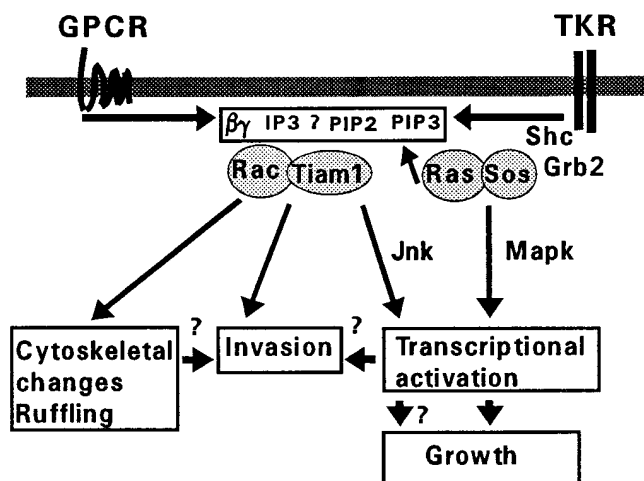 GPCR TKR
βγ IP3 ? PIP2 PIP3
Shc
Grb2
Rac Tiam1 Ras Sos
Jnk Mapk
? ?
Cytoskeletal
changes
Ruffling
Invasion
Transcriptional
activation
?
Growth